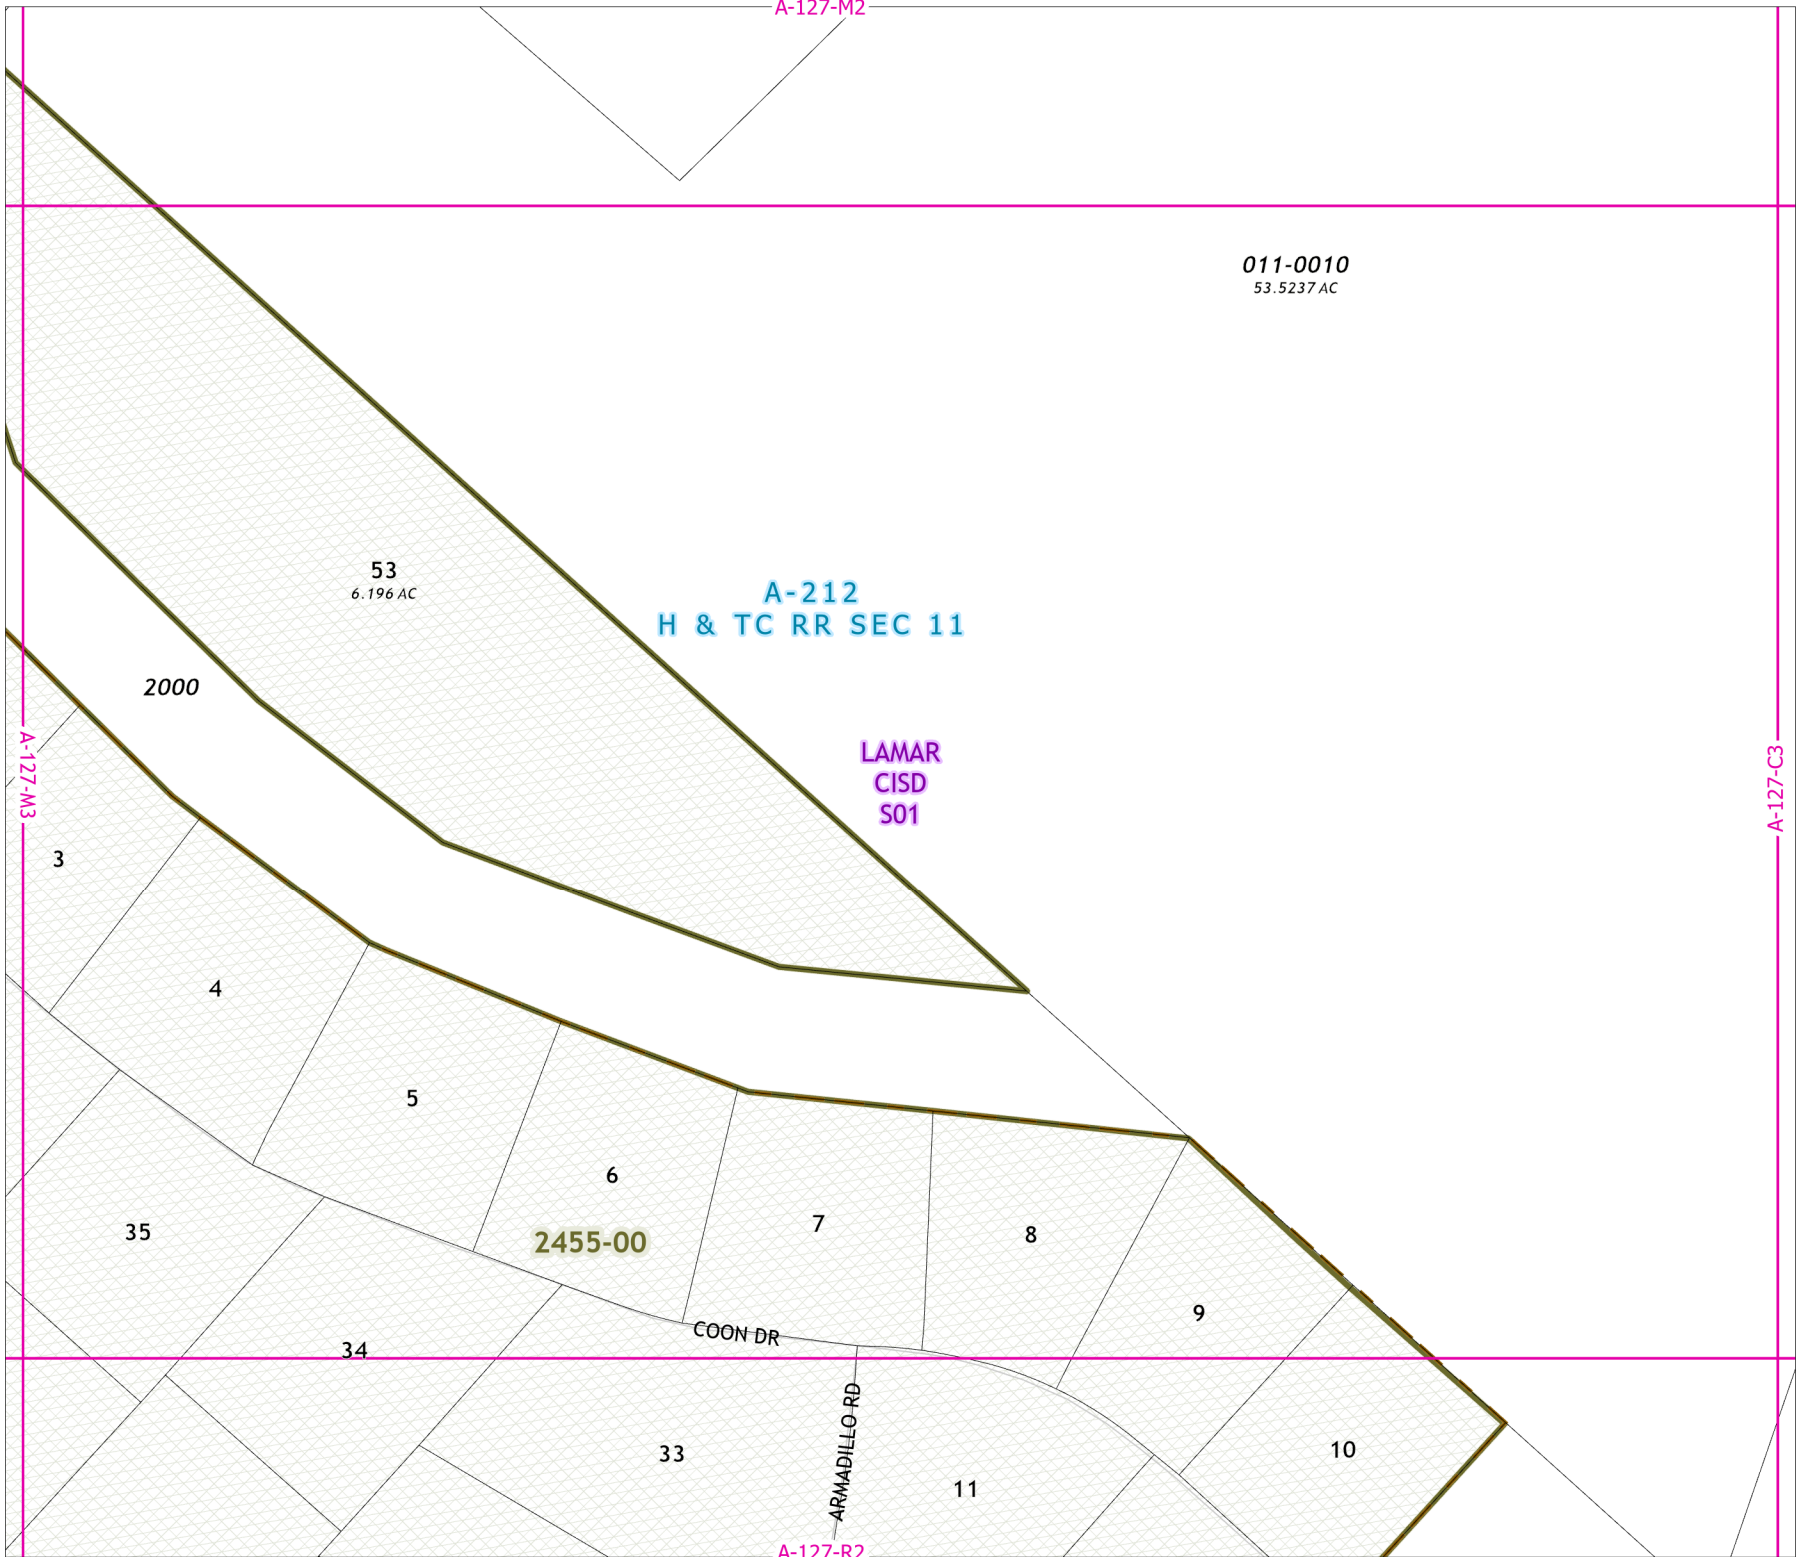 A-127-M2
011-0010
53.5237 AC
53
6.196 AC
A-212
H & TC RR SEC 11
2000
LAMAR
CISD
S01
A-127-M3
A-127-C3
3
4
5
6
7
8
35
2455-00
9
34
COON DR
33
ARMADILLO RD
11
10
A-127-R2